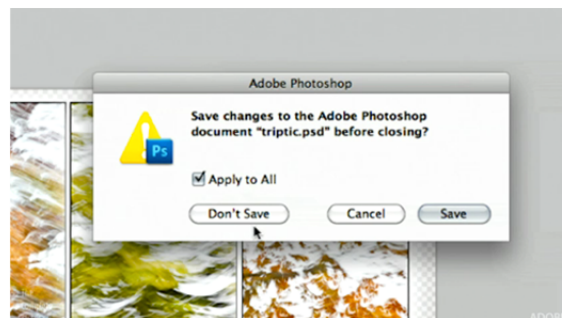 Adobe Photoshop
Save changes to the Adobe Photoshop
document "triptic.psd" before closing?
Ps
Apply to All
Don't Save
Cancel
Save
ADOBE